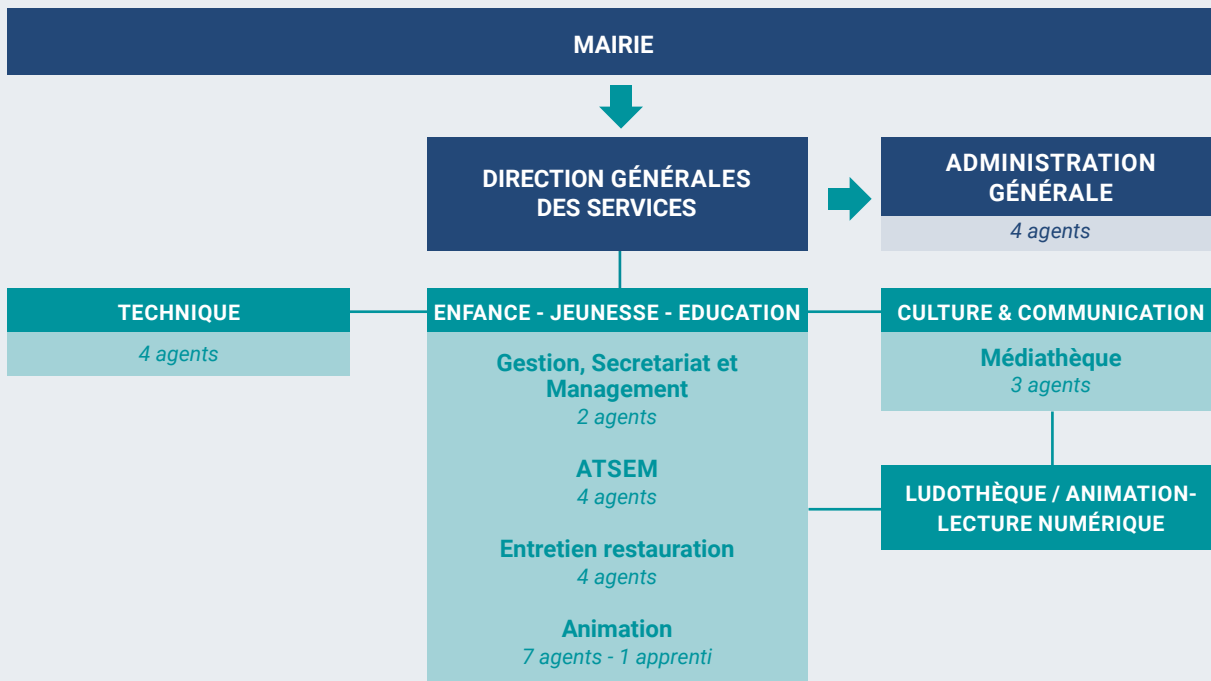 MAIRIE
DIRECTION GÉNÉRALES
DES SERVICES
ADMINISTRATION
GÉNÉRALE
4 agents
TECHNIQUE
4 agents
ENFANCE - JEUNESSE - EDUCATION
Gestion, Secretariat et
Management
2 agents
ATSEM
4 agents
Entretien restauration
4 agents
Animation
7 agents - 1 apprenti
CULTURE & COMMUNICATION
Médiathèque
3 agents
LUDOTHÈQUE / ANIMATION-
LECTURE NUMÉRIQUE